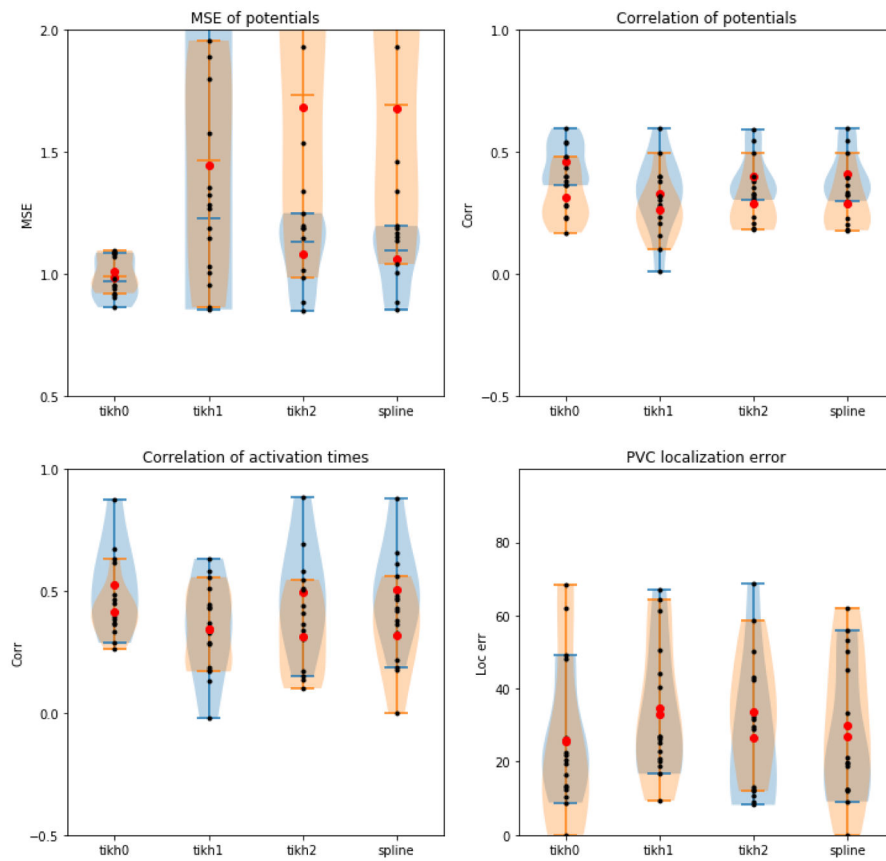 MSE of potentials
2.0
1.5
1.0
0.5
MSE
tikh0 tikh1 tikh2 spline
Correlation of potentials
1.0
0.5
0.0
−0.5
Corr
tikh0 tikh1 tikh2 spline
Correlation of activation times
1.0
0.5
0.0
−0.5
Corr
tikh0 tikh1 tikh2 spline
PVC localization error
80
60
40
20
0
Loc err
tikh0 tikh1 tikh2 spline